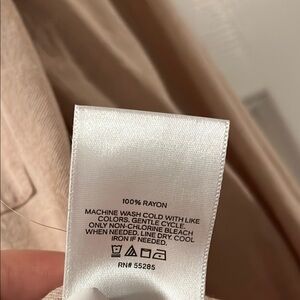 100% RAYON
MACHINE WASH COLD WITH LIKE
COLORS. GENTLE CYCLE.
ONLY NON-CHLORINE BLEACH
WHEN NEEDED. LINE DRY. COOL
IRON IF NEEDED.
RN# 55285